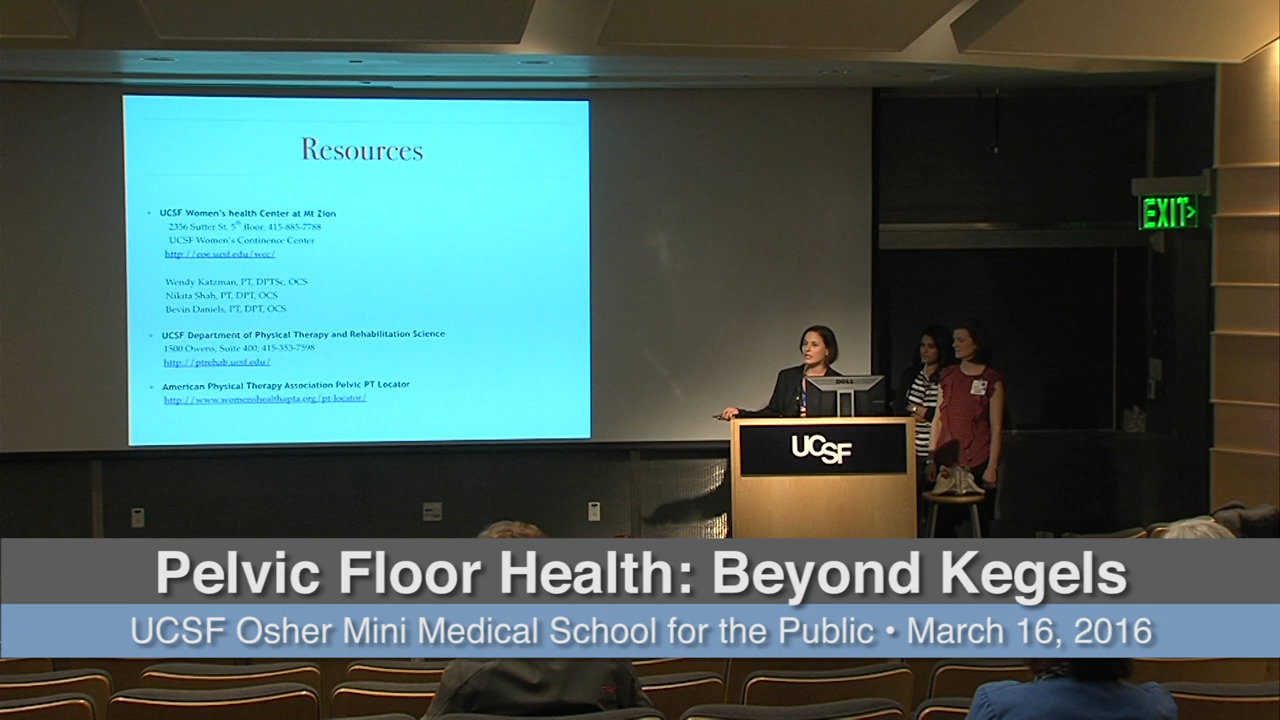 Resources
UCSF Women's health Center at Mt Zion
2356 Sutter St. 5th floor; 415-885-7788
UCSF Women's Continence Center
http://coe.ucsf.edu/wcc/
Wendy Katzman, PT, DPTSc, OCS
Nikita Shah, PT, DPT, OCS
Bevin Daniels, PT, DPT, OCS
UCSF Department of Physical Therapy and Rehabilitation Science
1500 Owens, Suite 400, 415-353-7598
http://ptrehab.ucsf.edu/
American Physical Therapy Association Pelvic PT Locator
http://www.womenshealthapta.org/pt-locator/
EXIT
DELL
UCSF
Pelvic Floor Health: Beyond Kegels
UCSF Osher Mini Medical School for the Public • March 16, 2016